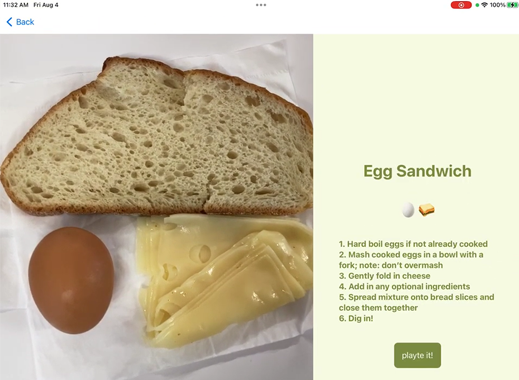 11:32 AM Fri Aug 4
100%
Back
Egg Sandwich
1. Hard boil eggs if not already cooked
2. Mash cooked eggs in a bowl with a
fork; note: don't overmash
3. Gently fold in cheese
4. Add in any optional ingredients
5. Spread mixture onto bread slices and
close them together
6. Dig in!
playte it!